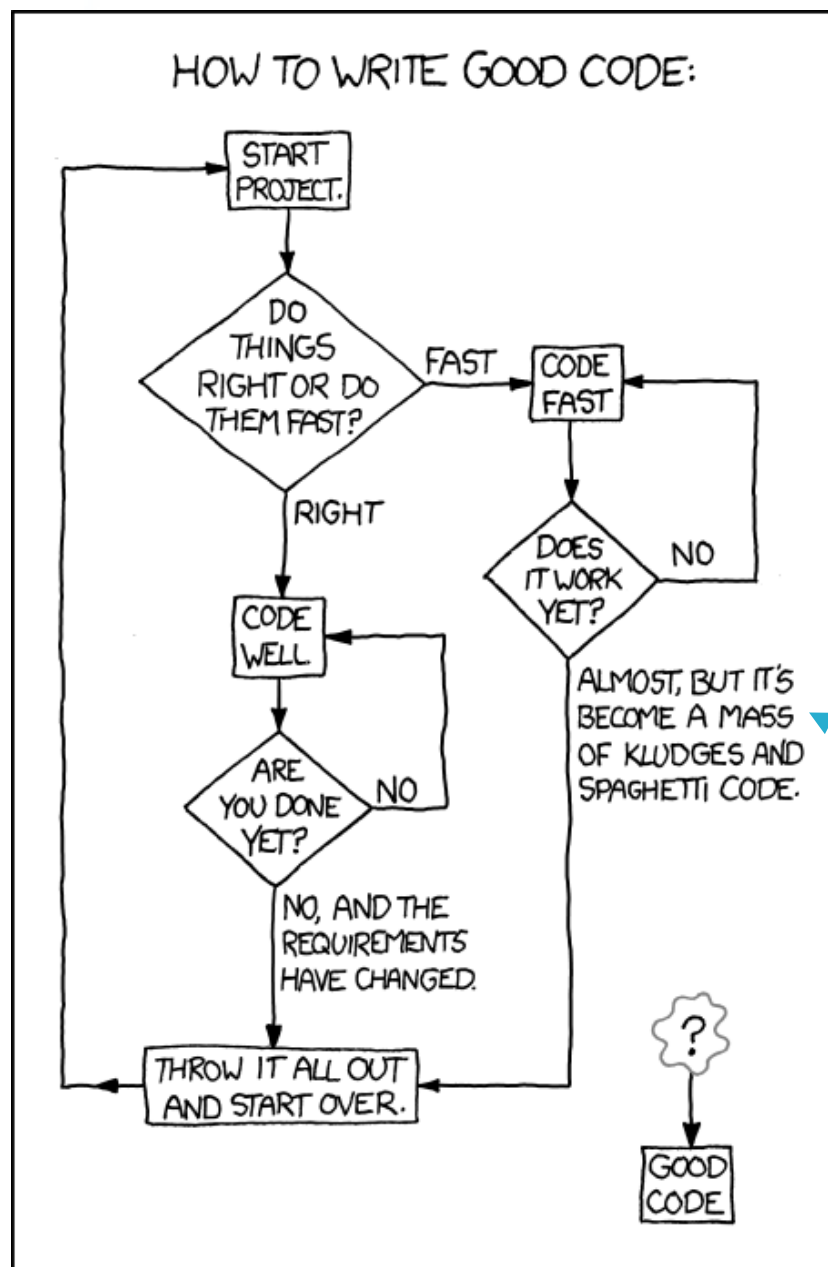 HOW TO WRITE GOOD CODE:
START
PROJECT.
DO
THINGS
RIGHT OR DO
THEM FAST?
FAST
CODE
FAST
RIGHT
DOES
IT WORK
YET?
NO
CODE
WELL
ALMOST, BUT IT'S
BECOME A MASS
OF KLUDGES AND
SPAGHETTI CODE.
ARE
YOU DONE
YET?
NO
NO, AND THE
REQUIREMENTS
HAVE CHANGED.
THROW IT ALL OUT
AND START OVER.
?
GOOD
CODE